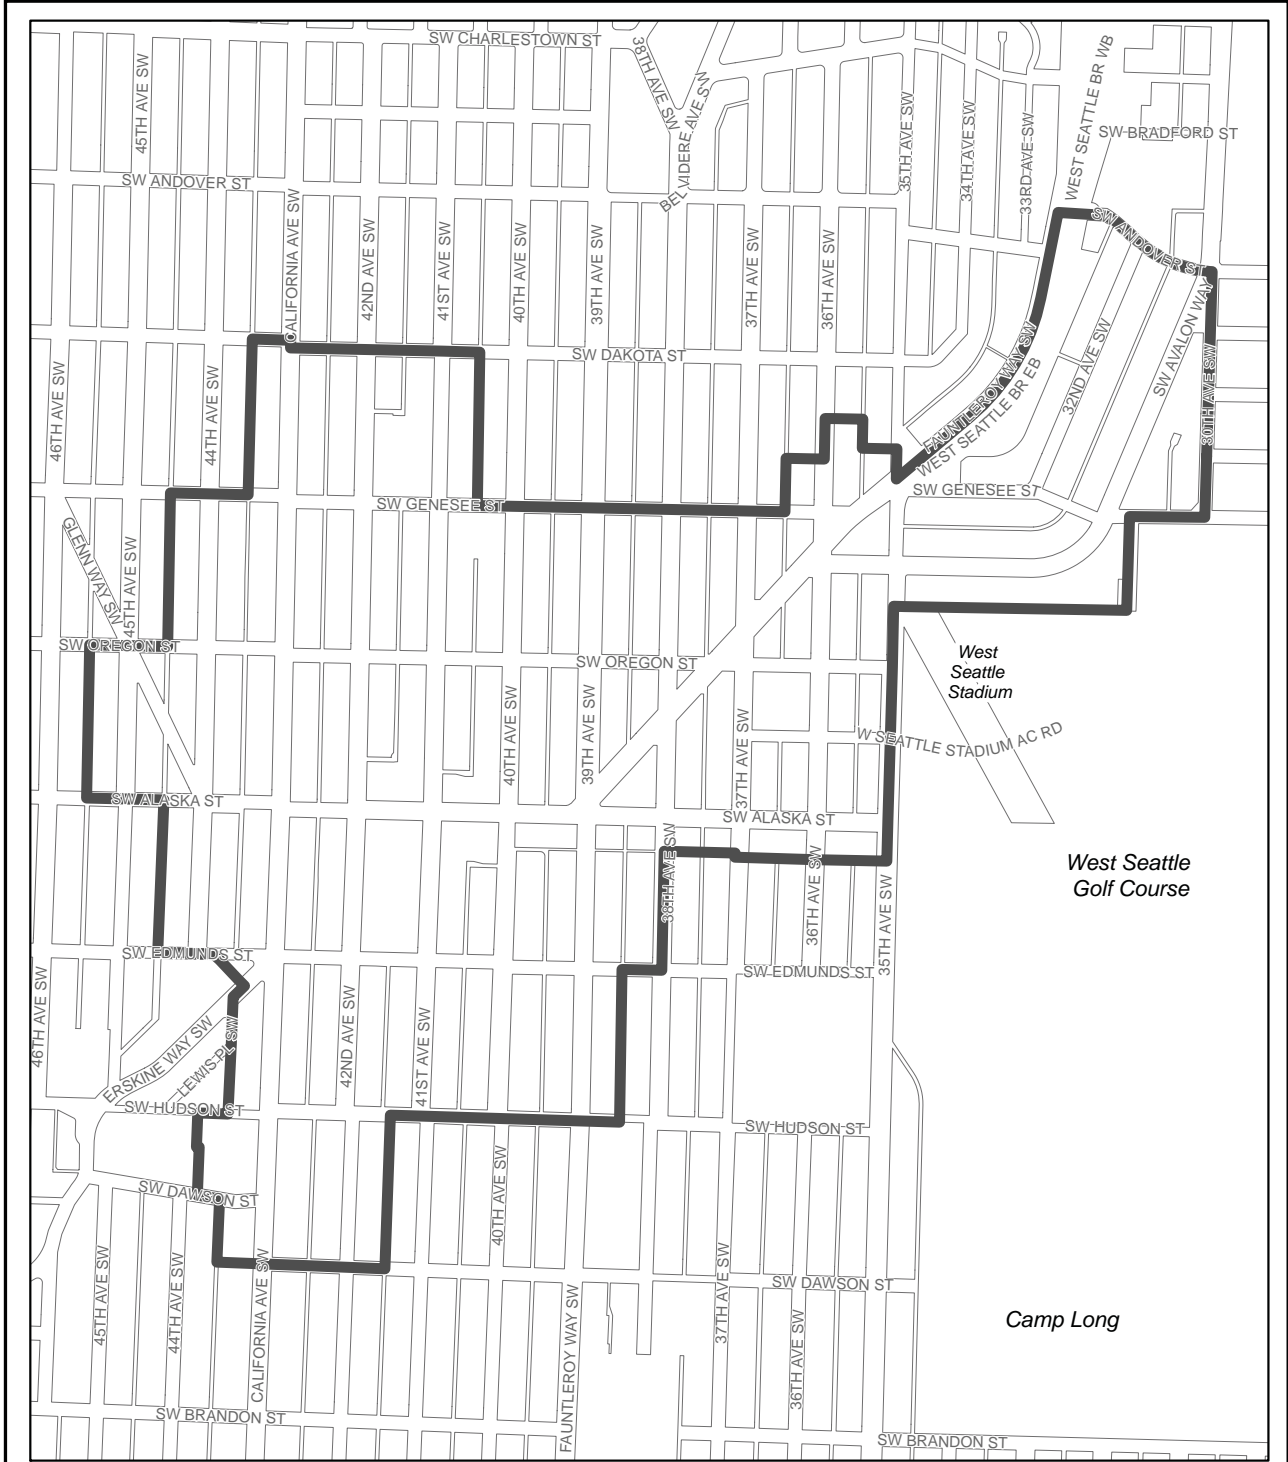 SW CHARLESTOWN ST
45TH AVE SW
38TH AVE SW
BELVIDERE AVE SW
WEST SEATTLE BR WB
35TH AVE SW
34TH AVE SW
33RD AVE SW
SW BRADFORD ST
SW ANDOVER ST
CALIFORNIA AVE SW
42ND AVE SW
41ST AVE SW
40TH AVE SW
39TH AVE SW
37TH AVE SW
36TH AVE SW
SW ANDOVER ST
SW DAKOTA ST
46TH AVE SW
44TH AVE SW
FAUNTLEROY WAY SW
WEST SEATTLE BR EB
32ND AVE SW
SW AVALON WAY
30TH AVE SW
SW GENESEE ST
SW GENESEE ST
GLENN WAY SW
45TH AVE SW
SW OREGON ST
SW OREGON ST
West
Seattle
Stadium
40TH AVE SW
39TH AVE SW
37TH AVE SW
W SEATTLE STADIUM AC RD
SW ALASKA ST
SW ALASKA ST
38TH AVE SW
36TH AVE SW
35TH AVE SW
West Seattle
Golf Course
SW EDMUNDS ST
SW EDMUNDS ST
46TH AVE SW
ERSKINE WAY SW
LEWIS PL SW
42ND AVE SW
41ST AVE SW
SW HUDSON ST
SW HUDSON ST
40TH AVE SW
SW DAWSON ST
SW DAWSON ST
45TH AVE SW
44TH AVE SW
CALIFORNIA AVE SW
FAUNTLEROY WAY SW
37TH AVE SW
36TH AVE SW
Camp Long
SW BRANDON ST
SW BRANDON ST